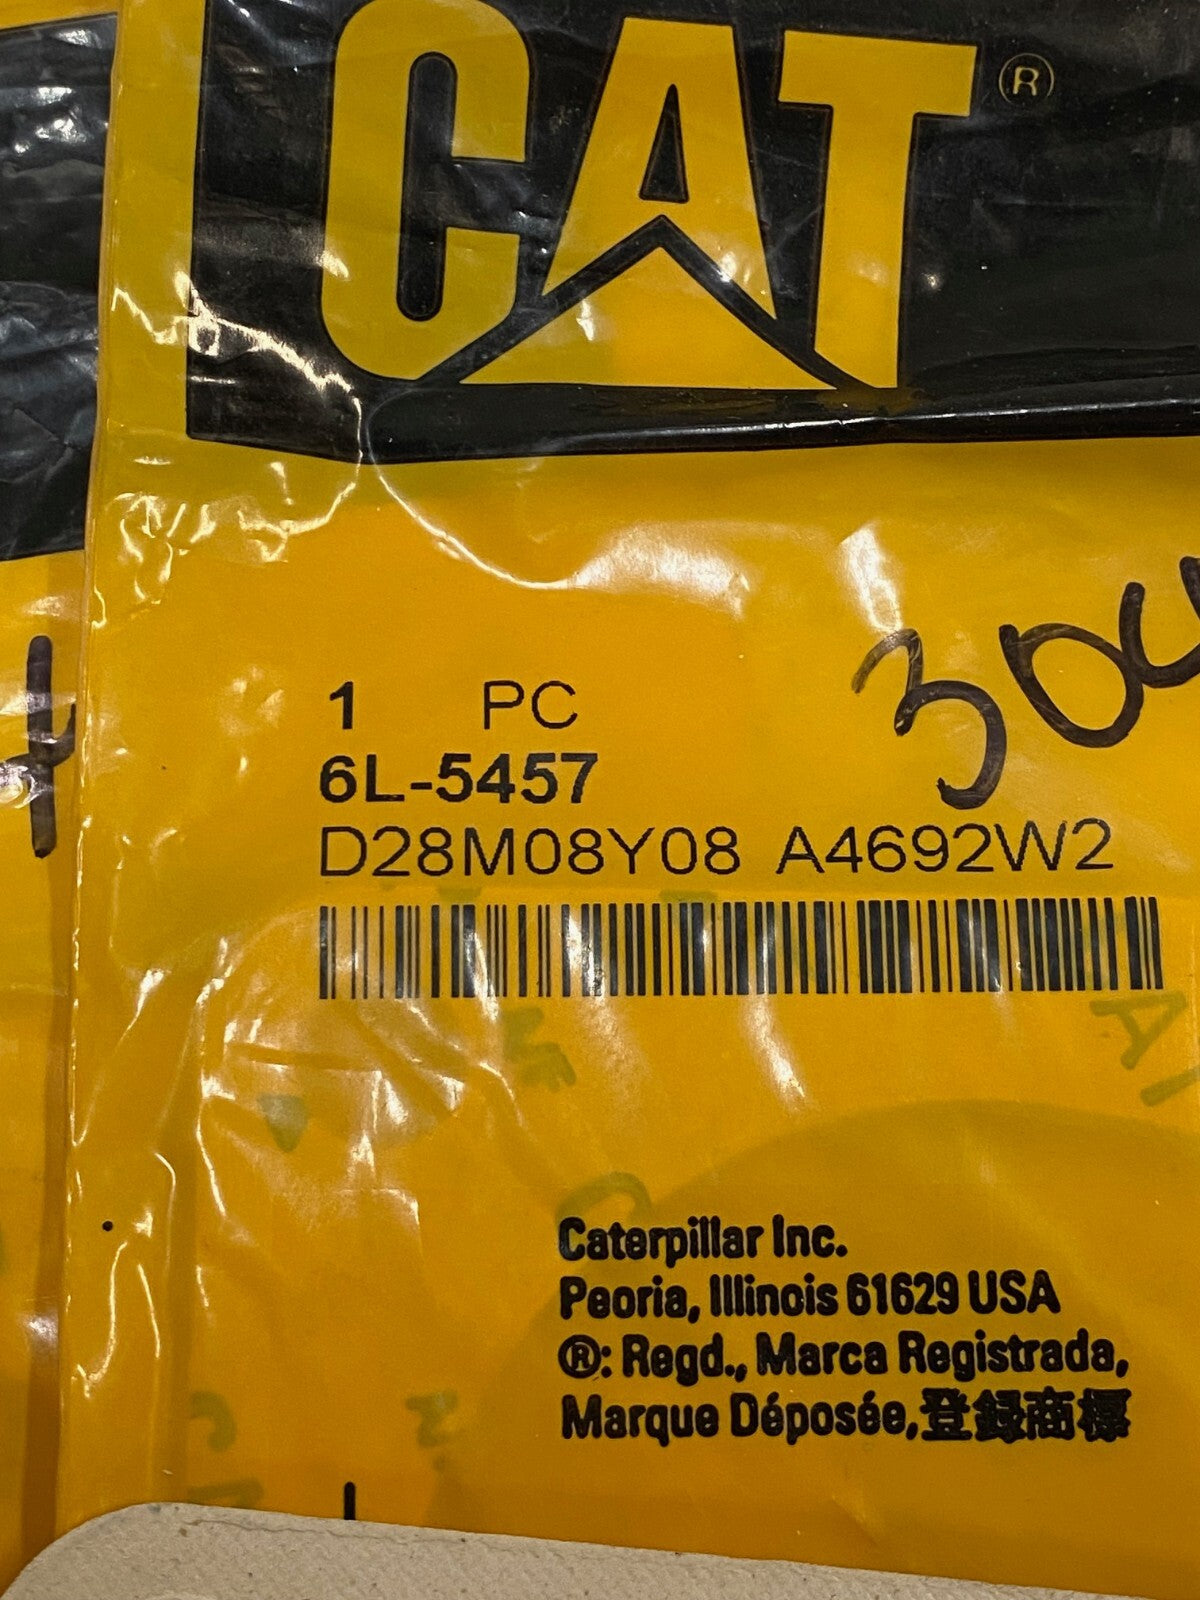 CAT®
1 PC
6L-5457
D28M08Y08 A4692W2
Caterpillar Inc.
Peoria, Illinois 61629 USA
®: Regd., Marca Registrada,
Marque Déposée,登録商標